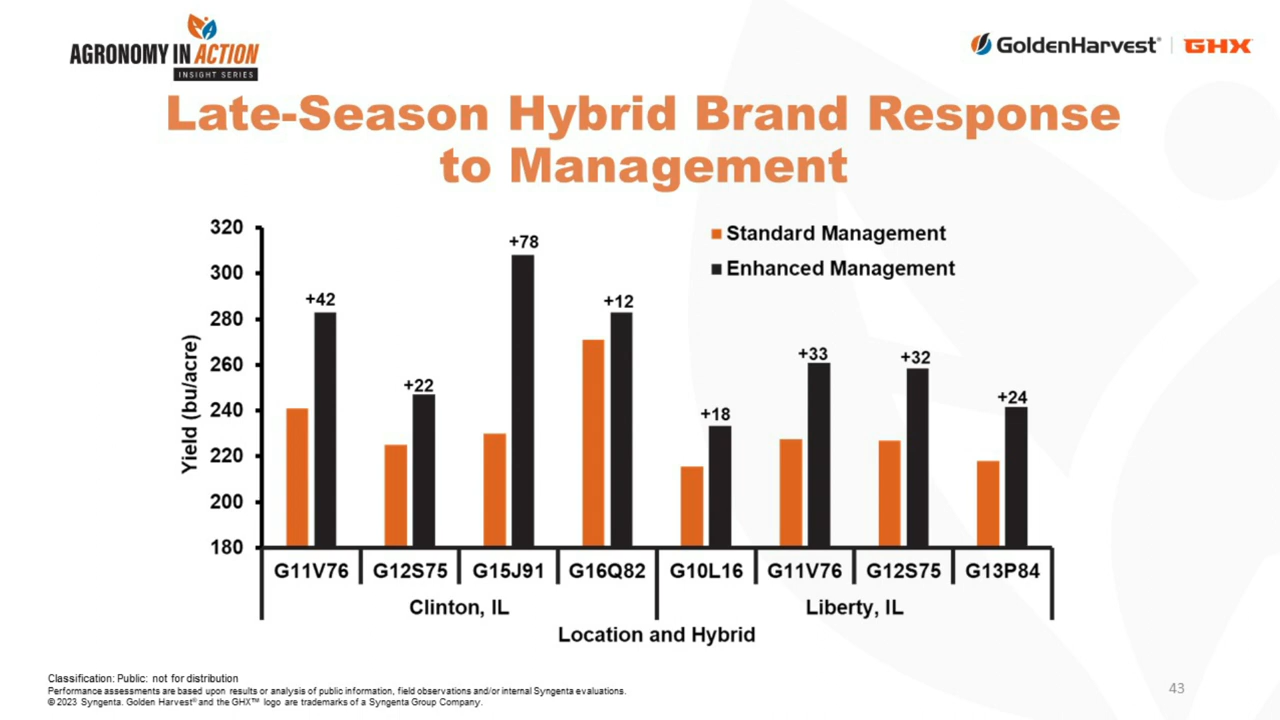 AGRONOMY IN ACTION
INSIGHT SERIES
GoldenHarvest® | GHX
Late-Season Hybrid Brand Response
to Management
Standard Management
Enhanced Management
Yield (bu/acre)
320
300
280
260
240
220
200
180
+42
+22
+78
+12
+18
+33
+32
+24
G11V76 G12S75 G15J91 G16Q82 G10L16 G11V76 G12S75 G13P84
Clinton, IL Liberty, IL
Location and Hybrid
Classification: Public: not for distribution
Performance assessments are based upon results or analysis of public information, field observations and/or internal Syngenta evaluations.
© 2023 Syngenta. Golden Harvest® and the GHX™ logo are trademarks of a Syngenta Group Company.
43